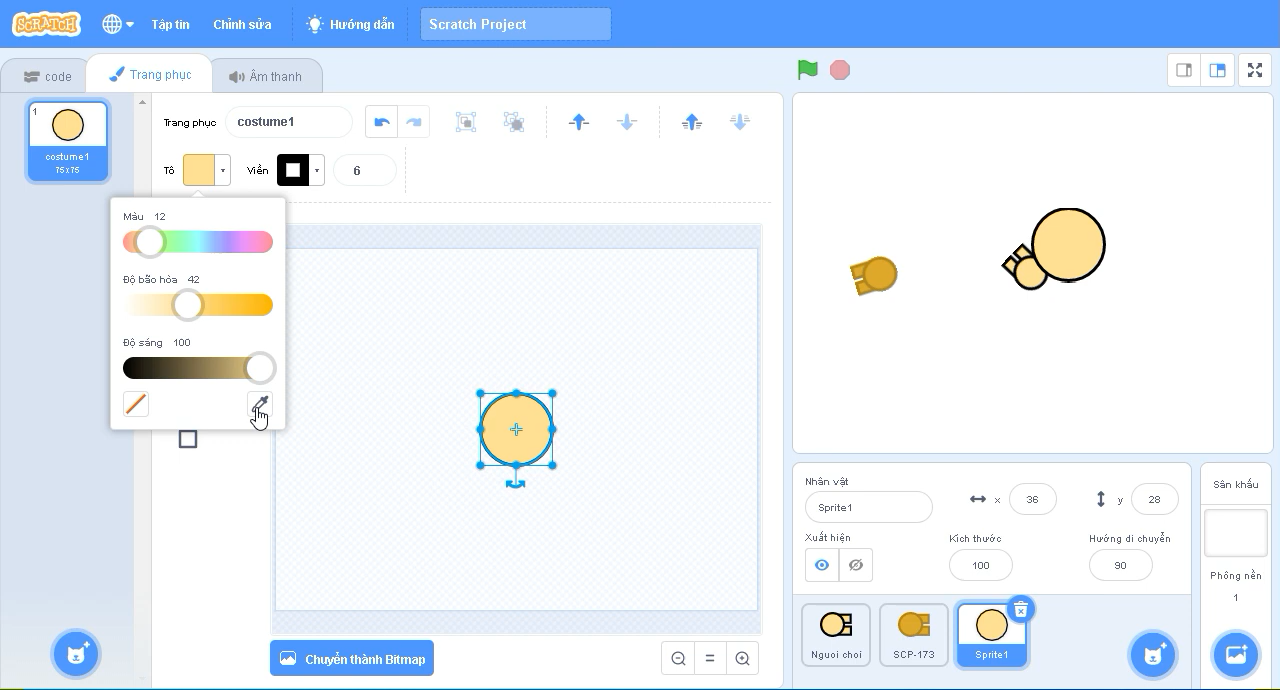 SCRATCH
Tập tin
Chỉnh sửa
Hướng dẫn
Scratch Project
code
Trang phục
Âm thanh
1
costume1
75x75
Trang phục
costume1
Tô
Viền
6
Màu 12
Độ bão hòa 42
Độ sáng 100
Chuyển thành Bitmap
Nhân vật
Sprite1
x
36
y
28
Xuất hiện
Kích thước
100
Hướng di chuyển
90
Nguoi choi
SCP-173
Sprite1
Sân khấu
Phông nền
1